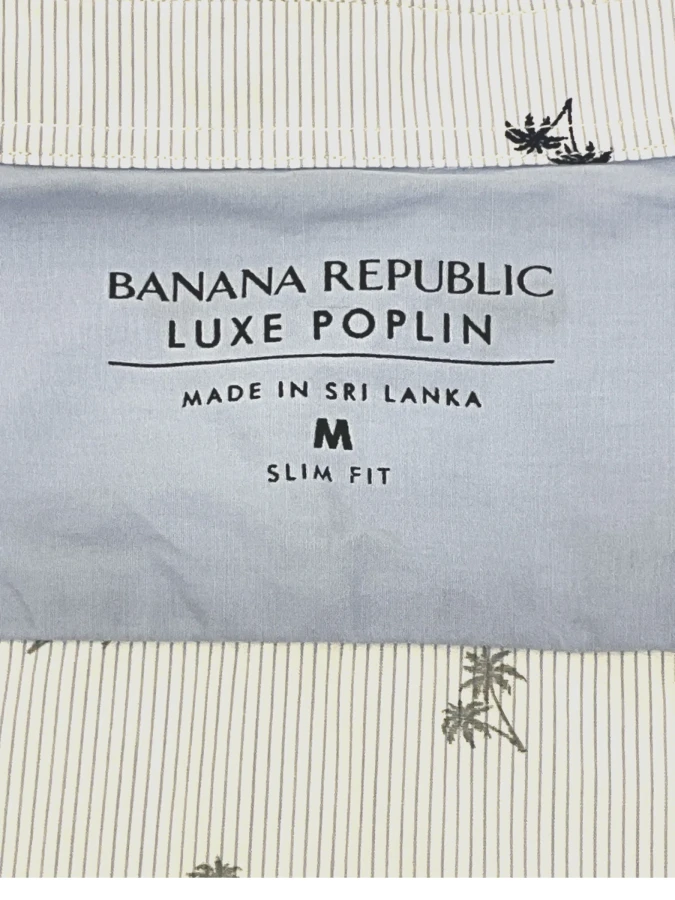 BANANA REPUBLIC
LUXE POPLIN
MADE IN SRI LANKA
M
SLIM FIT